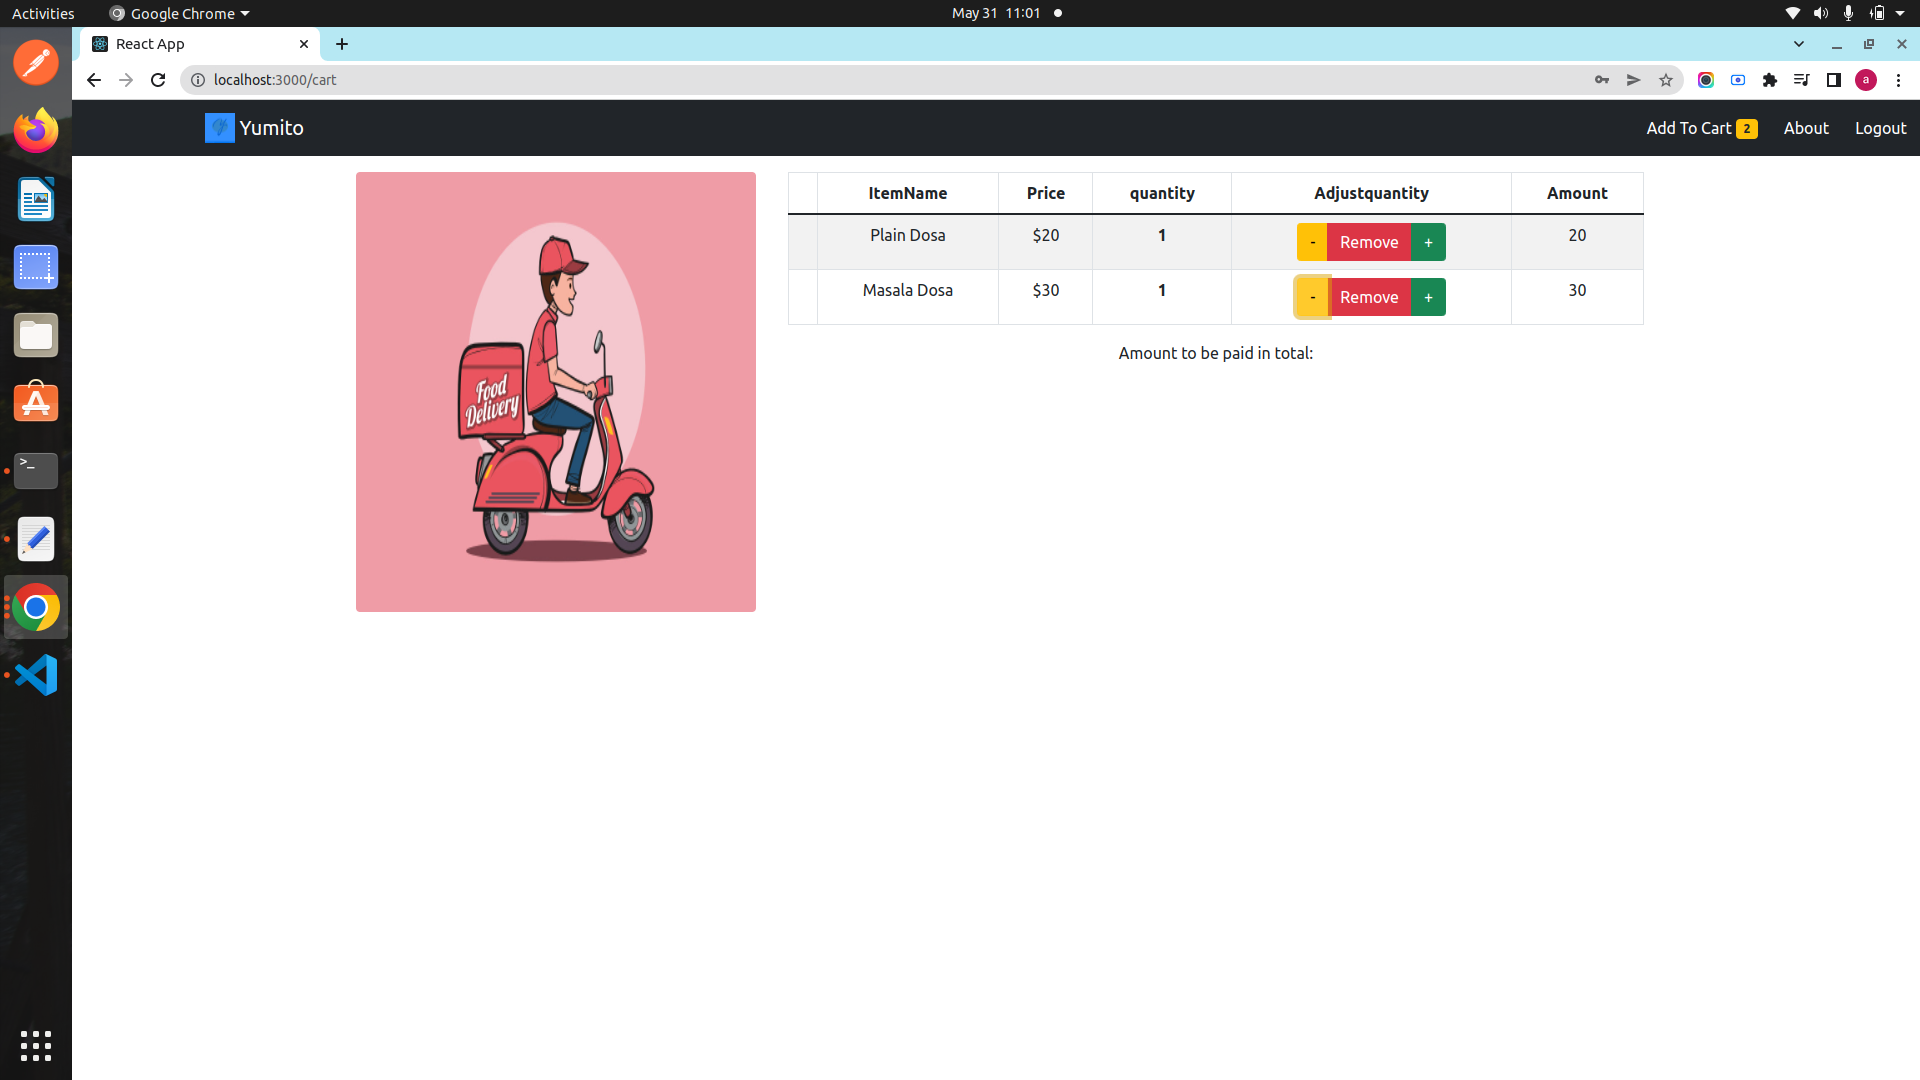 Activities
Google Chrome
May 31 11:01
React App
localhost:3000/cart
a
Yumito
Add To Cart 2
About
Logout
ItemName Price quantity Adjustquantity Amount
Plain Dosa $20 1 - Remove + 20
Masala Dosa $30 1 - Remove + 30
Amount to be paid in total:
Food
Delivery